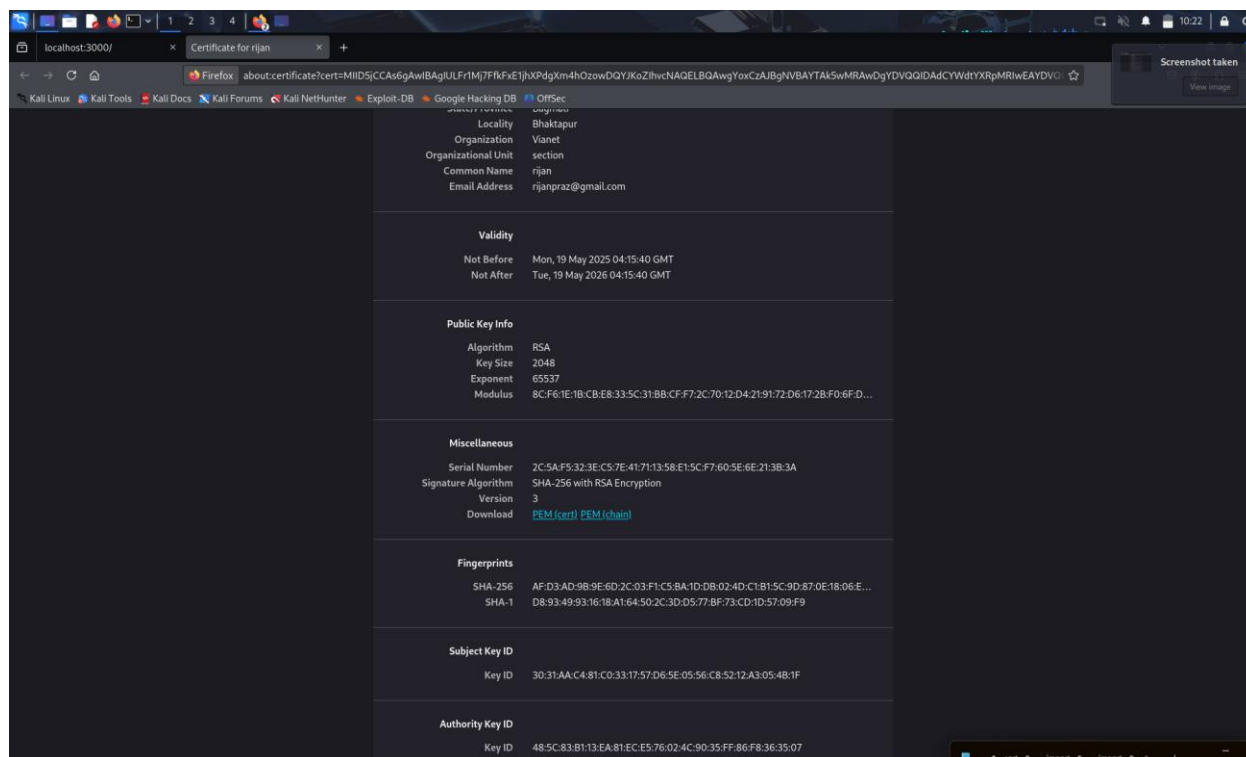 1 2 3 4
10:22
localhost:3000/ × Certificate for rijan × +
Screenshot taken
View image
Firefox about:certificate?cert=MIID5jCCAs6gAwIBAgIULFr1Mj7FfkFxE1jhXPdgXm4hOzowDQYJKoZIhvcNAQELBQAwgYoxCzAJBgNVBAYTAk5wMRAwDgYDVQQIDAdCYWdtYXRpMRIwEAYDVQ
Kali Linux Kali Tools Kali Docs Kali Forums Kali NetHunter Exploit-DB Google Hacking DB OffSec
State/Province Bagmati
Locality Bhaktapur
Organization Vianet
Organizational Unit section
Common Name rijan
Email Address rijanpraz@gmail.com
Validity
Not Before Mon, 19 May 2025 04:15:40 GMT
Not After Tue, 19 May 2026 04:15:40 GMT
Public Key Info
Algorithm RSA
Key Size 2048
Exponent 65537
Modulus 8C:F6:1E:1B:CB:E8:33:5C:31:BB:CF:F7:2C:70:12:D4:21:91:72:D6:17:2B:F0:6F:D...
Miscellaneous
Serial Number 2C:5A:F5:32:3E:C5:7E:41:71:13:58:E1:5C:F7:60:5E:6E:21:3B:3A
Signature Algorithm SHA-256 with RSA Encryption
Version 3
Download PEM (cert) PEM (chain)
Fingerprints
SHA-256 AF:D3:AD:9B:9E:6D:2C:03:F1:C5:BA:1D:DB:02:4D:C1:B1:5C:9D:87:0E:18:06:E...
SHA-1 D8:93:49:93:16:18:A1:64:50:2C:3D:D5:77:BF:73:CD:1D:57:09:F9
Subject Key ID
Key ID 30:31:AA:C4:81:C0:33:17:57:D6:5E:05:56:C8:52:12:A3:05:4B:1F
Authority Key ID
Key ID 48:5C:83:B1:13:EA:81:EC:E5:76:02:4C:90:35:FF:86:F8:36:35:07